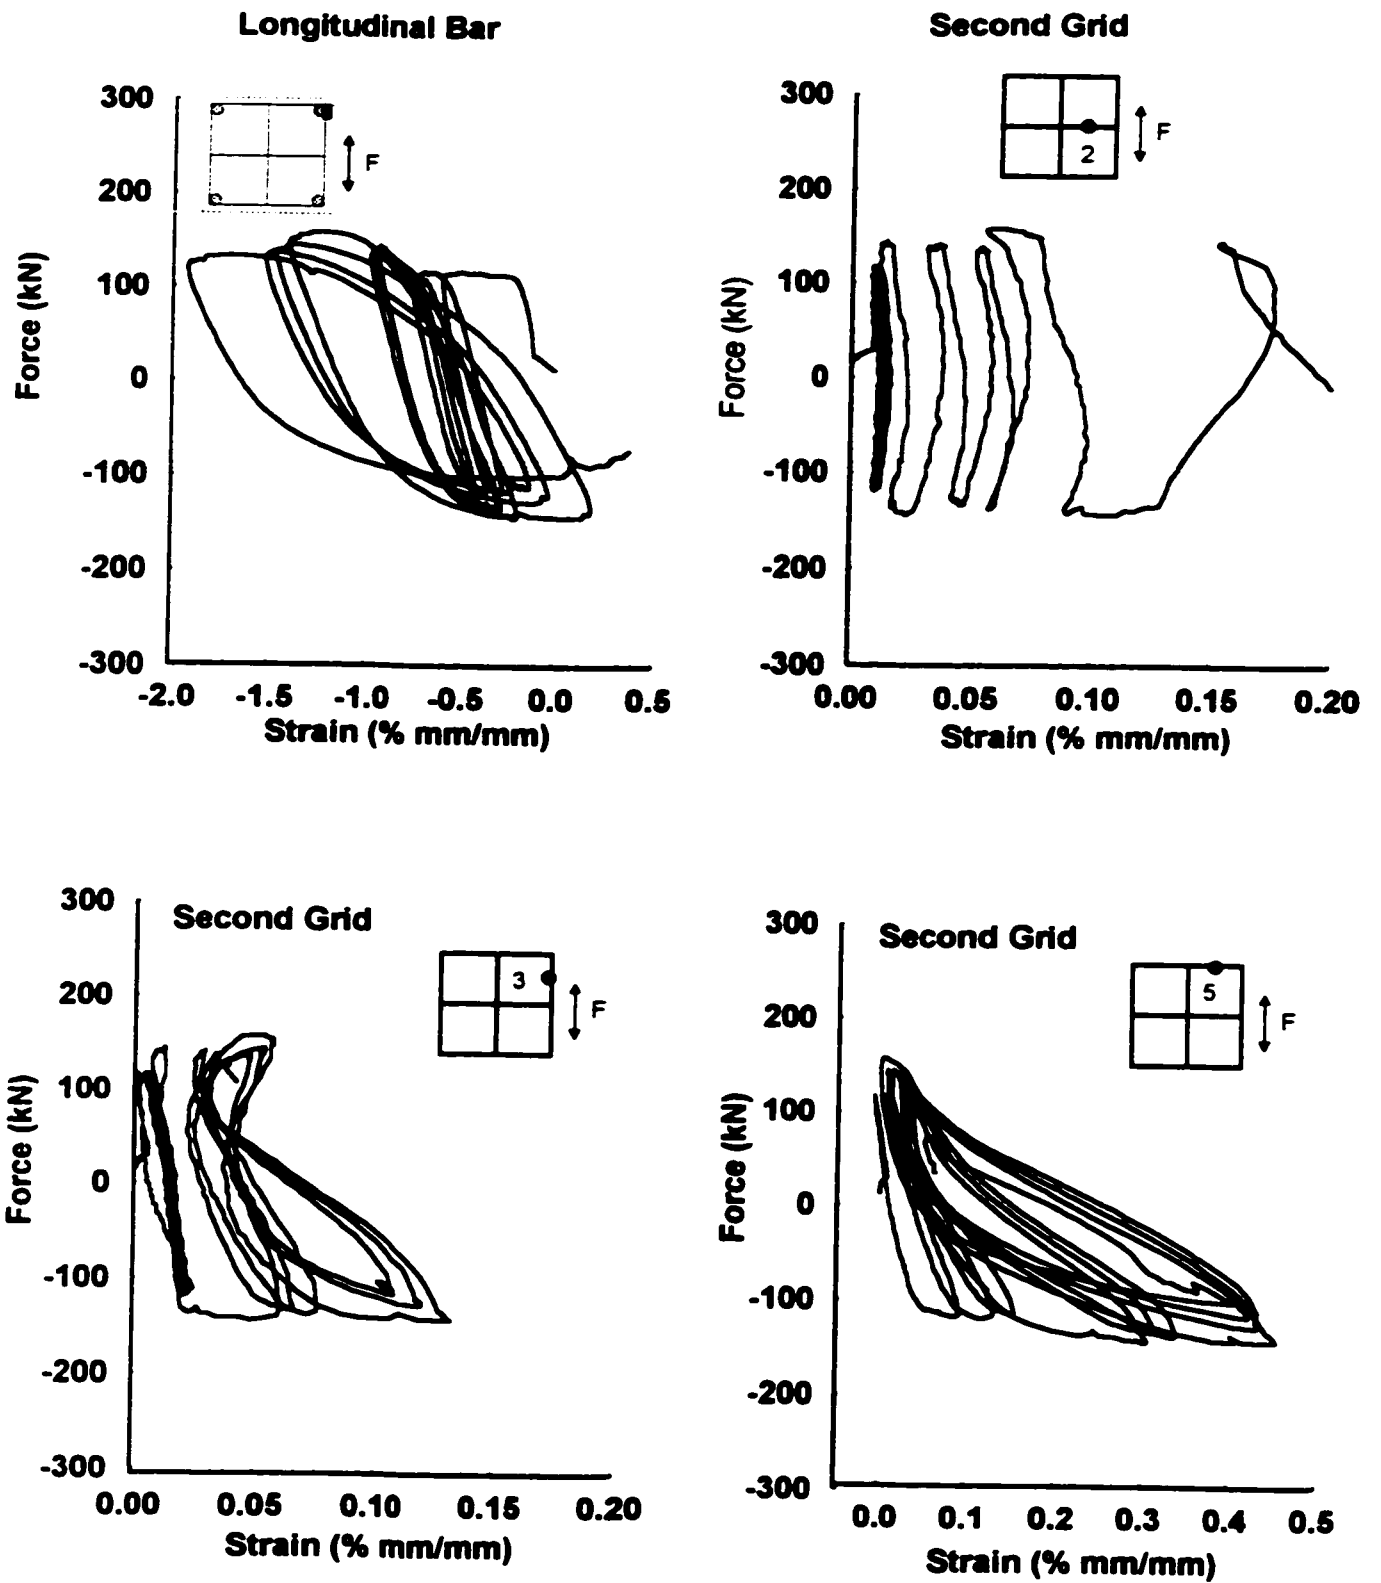 Longitudinal Bar
300
200
100
0
-100
-200
-300
Force (kN)
F
-2.0 -1.5 -1.0 -0.5 0.0 0.5
Strain (% mm/mm)
Second Grid
300
200
100
0
-100
-200
-300
Force (kN)
2
F
0.00 0.05 0.10 0.15 0.20
Strain (% mm/mm)
Second Grid
300
200
100
0
-100
-200
-300
Force (kN)
3
F
0.00 0.05 0.10 0.15 0.20
Strain (% mm/mm)
Second Grid
300
200
100
0
-100
-200
-300
Force (kN)
5
F
0.0 0.1 0.2 0.3 0.4 0.5
Strain (% mm/mm)